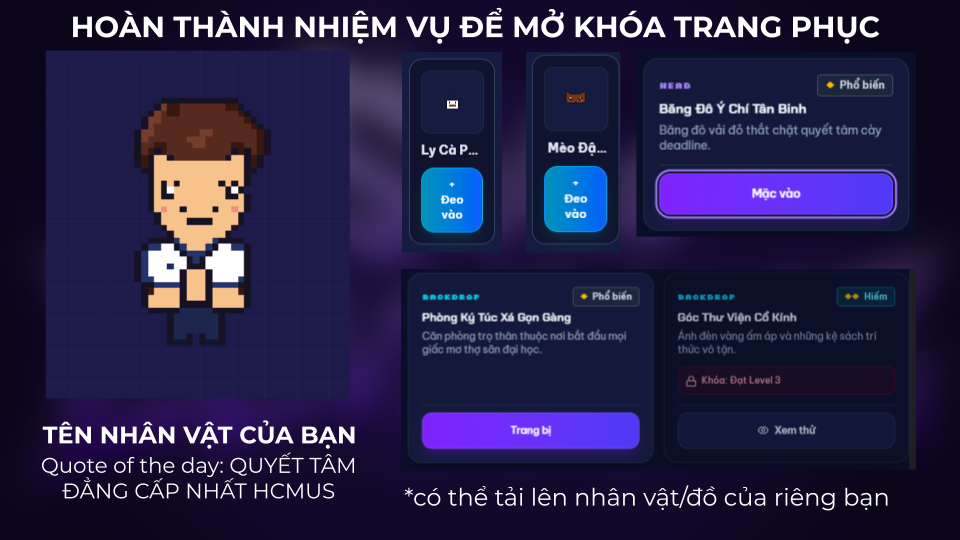 HOÀN THÀNH NHIỆM VỤ ĐỂ MỞ KHÓA TRANG PHỤC
Ly Cà P...
+
Đeo
vào
Mèo Đậ...
+
Đeo
vào
HEAD
Phổ biến
Băng Đô Ý Chí Tân Binh
Băng đô vải đỏ thắt chặt quyết tâm cày
deadline.
Mặc vào
BACKDROP
Phổ biến
Phòng Ký Túc Xá Gọn Gàng
Căn phòng trọ thân thuộc nơi bắt đầu mọi
giấc mơ thợ săn đại học.
Trang bị
BACKDROP
Hiếm
Góc Thư Viện Cổ Kính
Ánh đèn vàng ấm áp và những kệ sách tri
thức vô tận.
Khóa: Đạt Level 3
Xem thử
TÊN NHÂN VẬT CỦA BẠN
Quote of the day: QUYẾT TÂM
ĐẲNG CẤP NHẤT HCMUS
*có thể tải lên nhân vật/đồ của riêng bạn